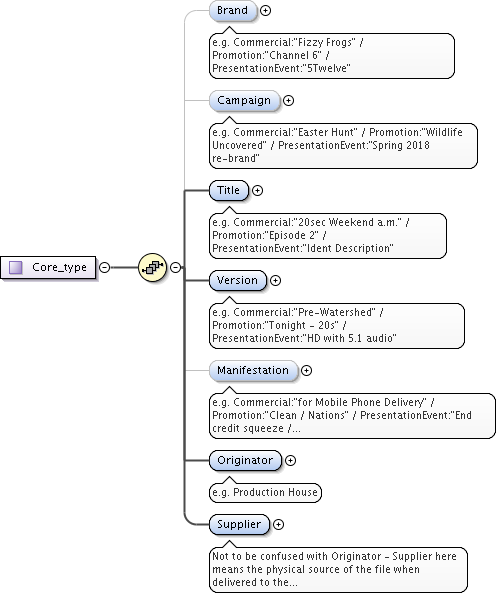 Brand
e.g. Commercial:"Fizzy Frogs" /
Promotion:"Channel 6" /
PresentationEvent:"5Twelve"
Campaign
e.g. Commercial:"Easter Hunt" / Promotion:"Wildlife
Uncovered" / PresentationEvent:"Spring 2018
re-brand"
Title
e.g. Commercial:"20sec Weekend a.m." /
Promotion:"Episode 2" /
PresentationEvent:"Ident Description"
Core_type
Version
e.g. Commercial:"Pre-Watershed" /
Promotion:"Tonight - 20s" /
PresentationEvent:"HD with 5.1 audio"
Manifestation
e.g. Commercial:"for Mobile Phone Delivery" /
Promotion:"Clean / Nations" / PresentationEvent:"End
credit squeeze /...
Originator
e.g. Production House
Supplier
Not to be confused with Originator - Supplier here
means the physical source of the file when
delivered to the...